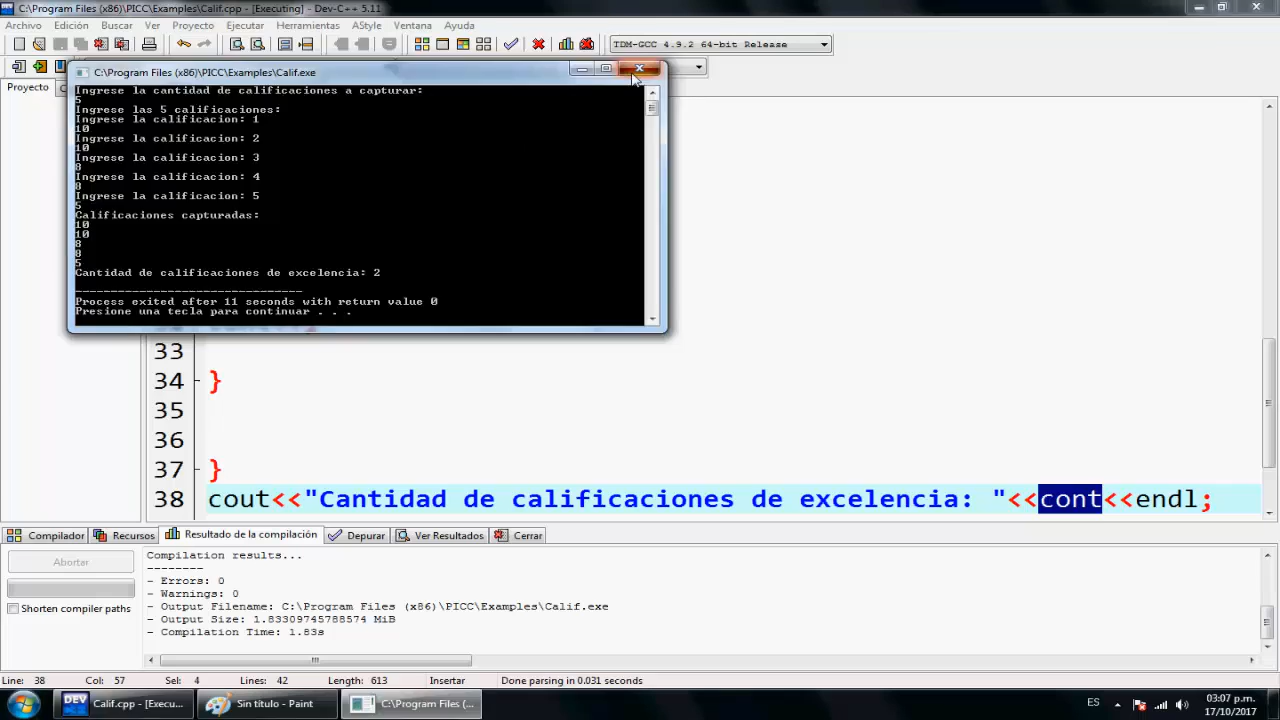 C:\Program Files (x86)\PICC\Examples\Calif.cpp - [Executing] - Dev-C++ 5.11
Archivo Edición Buscar Ver Proyecto Ejecutar Herramientas AStyle Ventana Ayuda
TDM-GCC 4.9.2 64-bit Release
C:\Program Files (x86)\PICC\Examples\Calif.exe
Proyecto
Ingrese la cantidad de calificaciones a capturar:
5
Ingrese las 5 calificaciones:
Ingrese la calificacion: 1
10
Ingrese la calificacion: 2
10
Ingrese la calificacion: 3
8
Ingrese la calificacion: 4
8
Ingrese la calificacion: 5
5
Calificaciones capturadas:
10
10
8
8
5
Cantidad de calificaciones de excelencia: 2
--------------------------------
Process exited after 11 seconds with return value 0
Presione una tecla para continuar . . .
33
34 }
35
36
37 }
38 cout<<"Cantidad de calificaciones de excelencia: "<<cont<<endl;
Compilador Recursos Resultado de la compilación Depurar Ver Resultados Cerrar
Abortar
Shorten compiler paths
Compilation results...
--------
- Errors: 0
- Warnings: 0
- Output Filename: C:\Program Files (x86)\PICC\Examples\Calif.exe
- Output Size: 1.83309745788574 MiB
- Compilation Time: 1.83s
Line: 38 Col: 57 Sel: 4 Lines: 42 Length: 613 Insertar Done parsing in 0.031 seconds
DEV Calif.cpp - [Execu... Sin título - Paint C:\Program Files (... ES 03:07 p.m.
17/10/2017